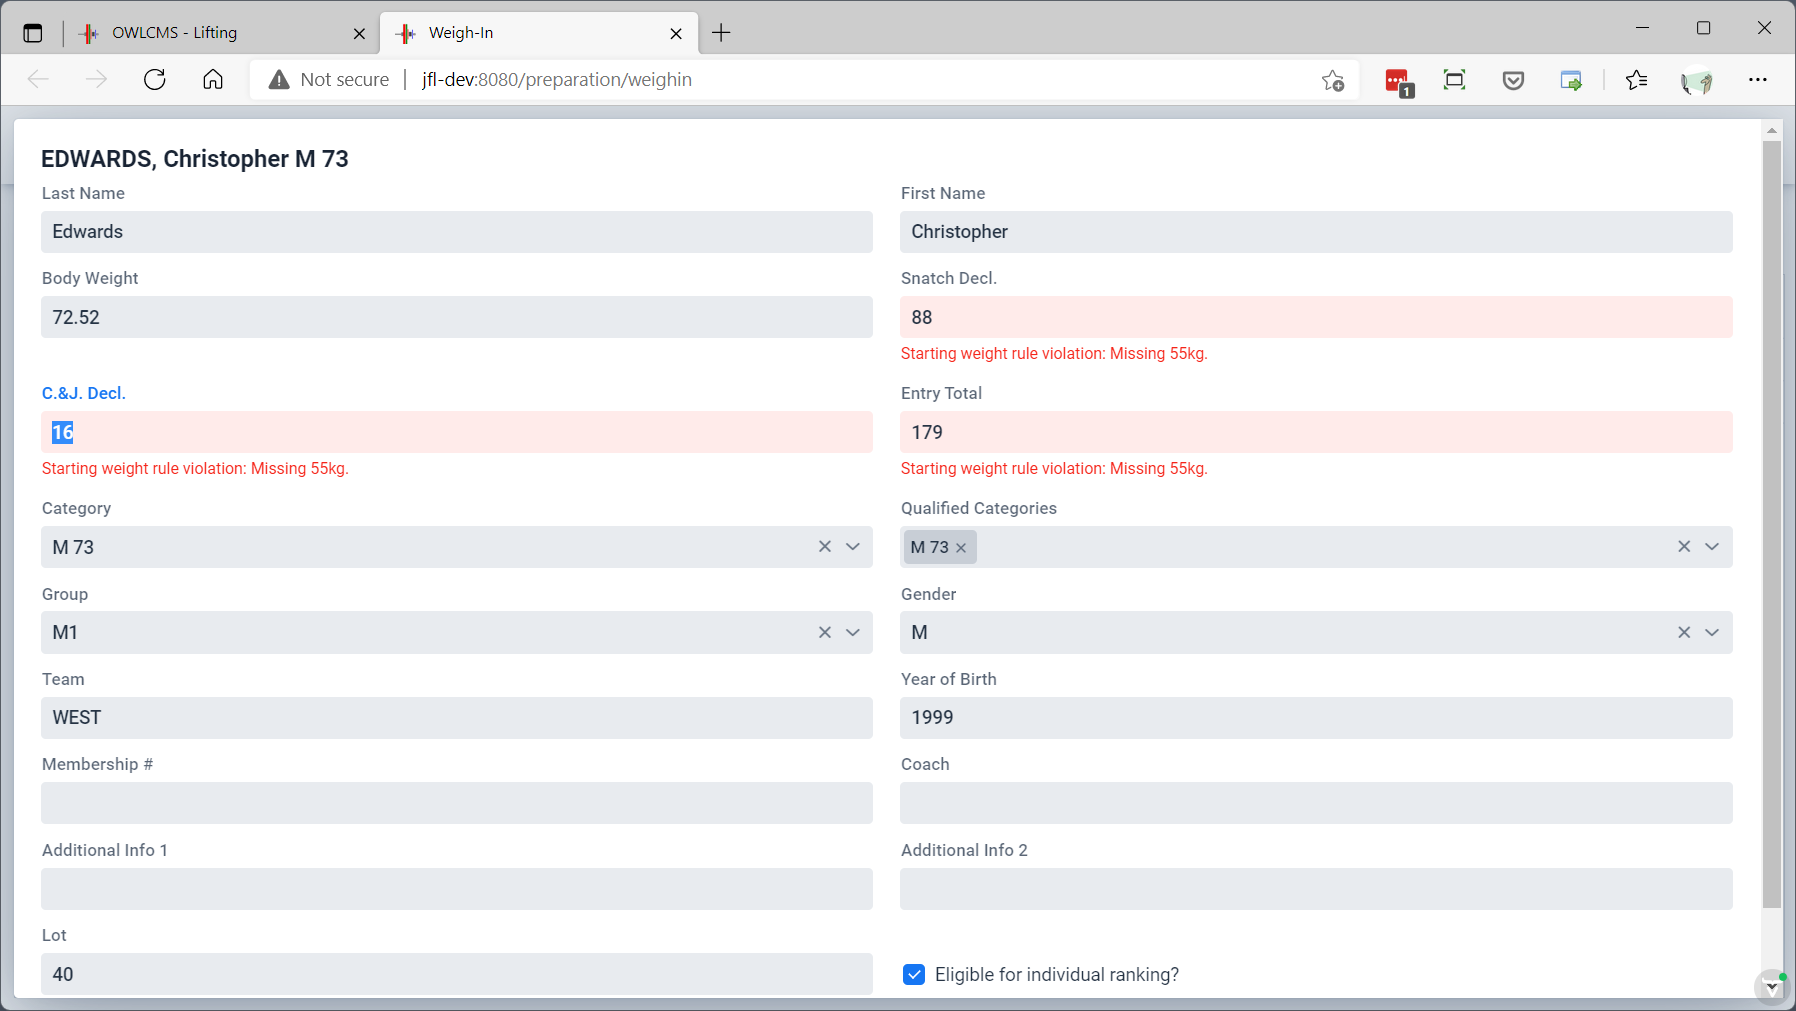 OWLCMS - Lifting
Weigh-In
Not secure
jfl-dev:8080/preparation/weighin
1
EDWARDS, Christopher M 73
Last Name
First Name
Edwards
Christopher
Body Weight
Snatch Decl.
72.52
88
Starting weight rule violation: Missing 55kg.
C.&J. Decl.
Entry Total
16
179
Starting weight rule violation: Missing 55kg.
Starting weight rule violation: Missing 55kg.
Category
Qualified Categories
M 73
M 73
Group
Gender
M1
M
Team
Year of Birth
WEST
1999
Membership #
Coach
Additional Info 1
Additional Info 2
Lot
40
Eligible for individual ranking?